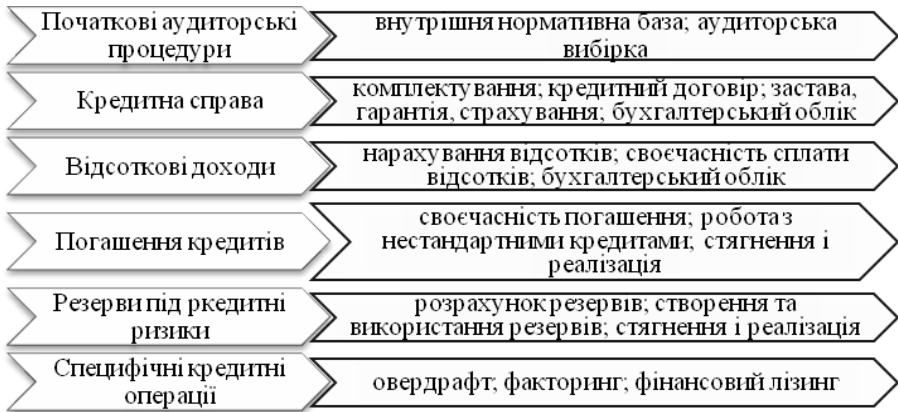 Початкові аудиторські
процедури
внутрішня нормативна база; аудиторська
вибірка
Кредитна справа
комплектування; кредитний договір; застава,
гарантія, страхування; бухгалтерський облік
Відсоткові доходи
нарахування відсотків; своєчасність сплати
відсотків; бухгалтерський облік
Погашення кредитів
своєчасність погашення; робота з
нестандартними кредитами; стягнення і
реалізація
Резерви під ркедитні
ризики
розрахунок резервів; створення та
використання резервів; стягнення і реалізація
Специфічні кредитні
операції
овердрафт; факторинг; фінансовий лізинг